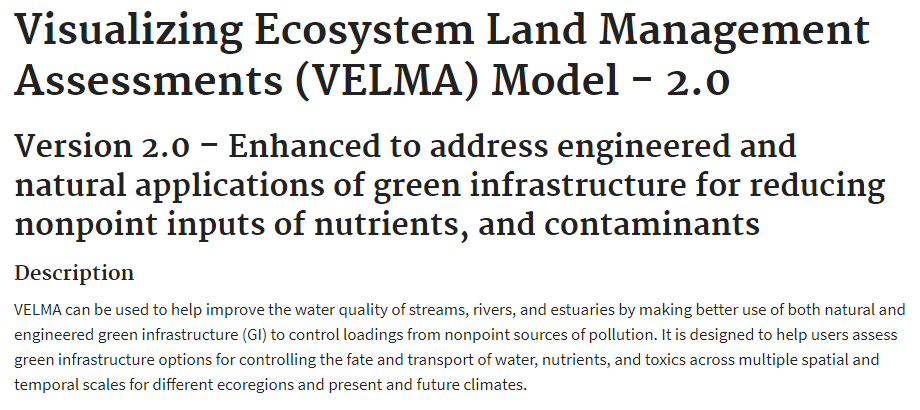 Visualizing Ecosystem Land Management
Assessments (VELMA) Model - 2.0
Version 2.0 – Enhanced to address engineered and
natural applications of green infrastructure for reducing
nonpoint inputs of nutrients, and contaminants
Description
VELMA can be used to help improve the water quality of streams, rivers, and estuaries by making better use of both natural and
engineered green infrastructure (GI) to control loadings from nonpoint sources of pollution. It is designed to help users assess
green infrastructure options for controlling the fate and transport of water, nutrients, and toxics across multiple spatial and
temporal scales for different ecoregions and present and future climates.